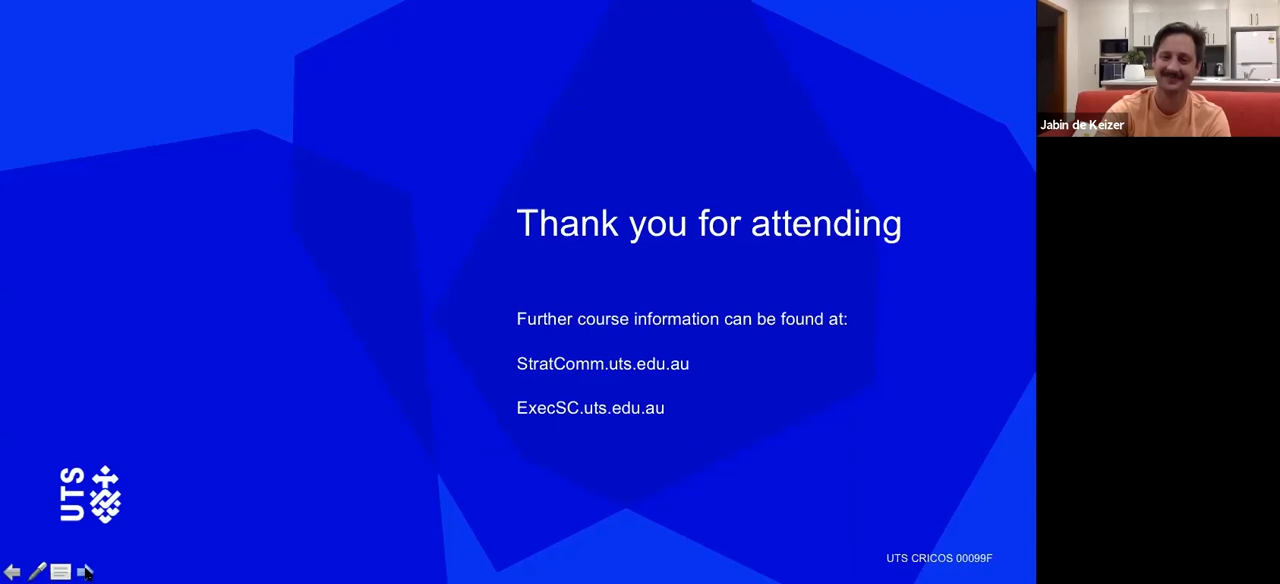 Jabin de Keizer
Thank you for attending
Further course information can be found at:
StratComm.uts.edu.au
ExecSC.uts.edu.au
UTS
UTS CRICOS 00099F